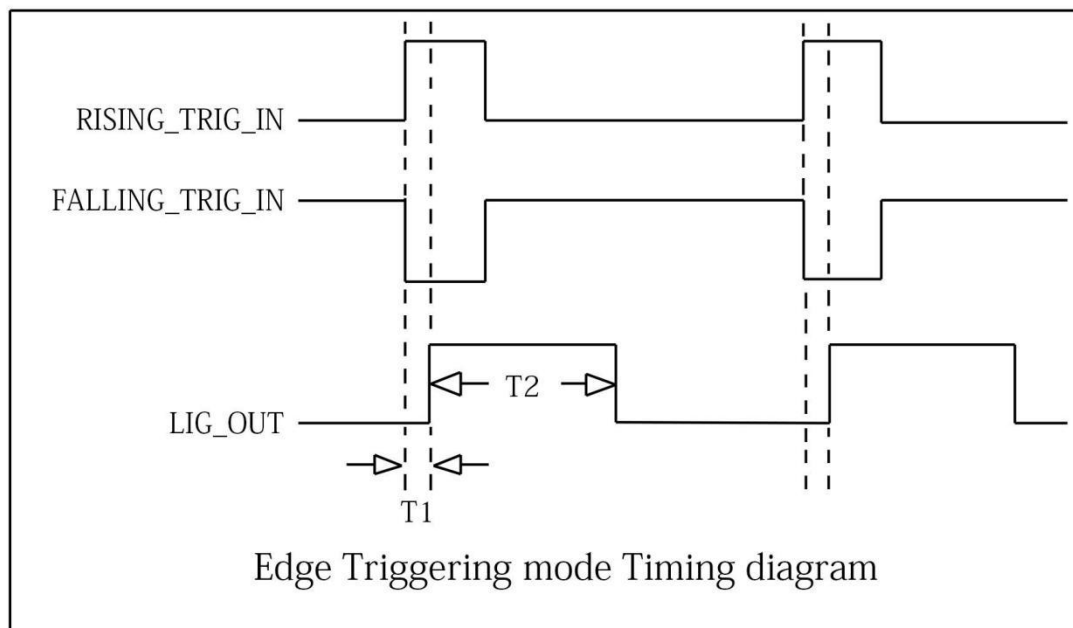 RISING_TRIG_IN
FALLING_TRIG_IN
T2
LIG_OUT
T1
Edge Triggering mode Timing diagram